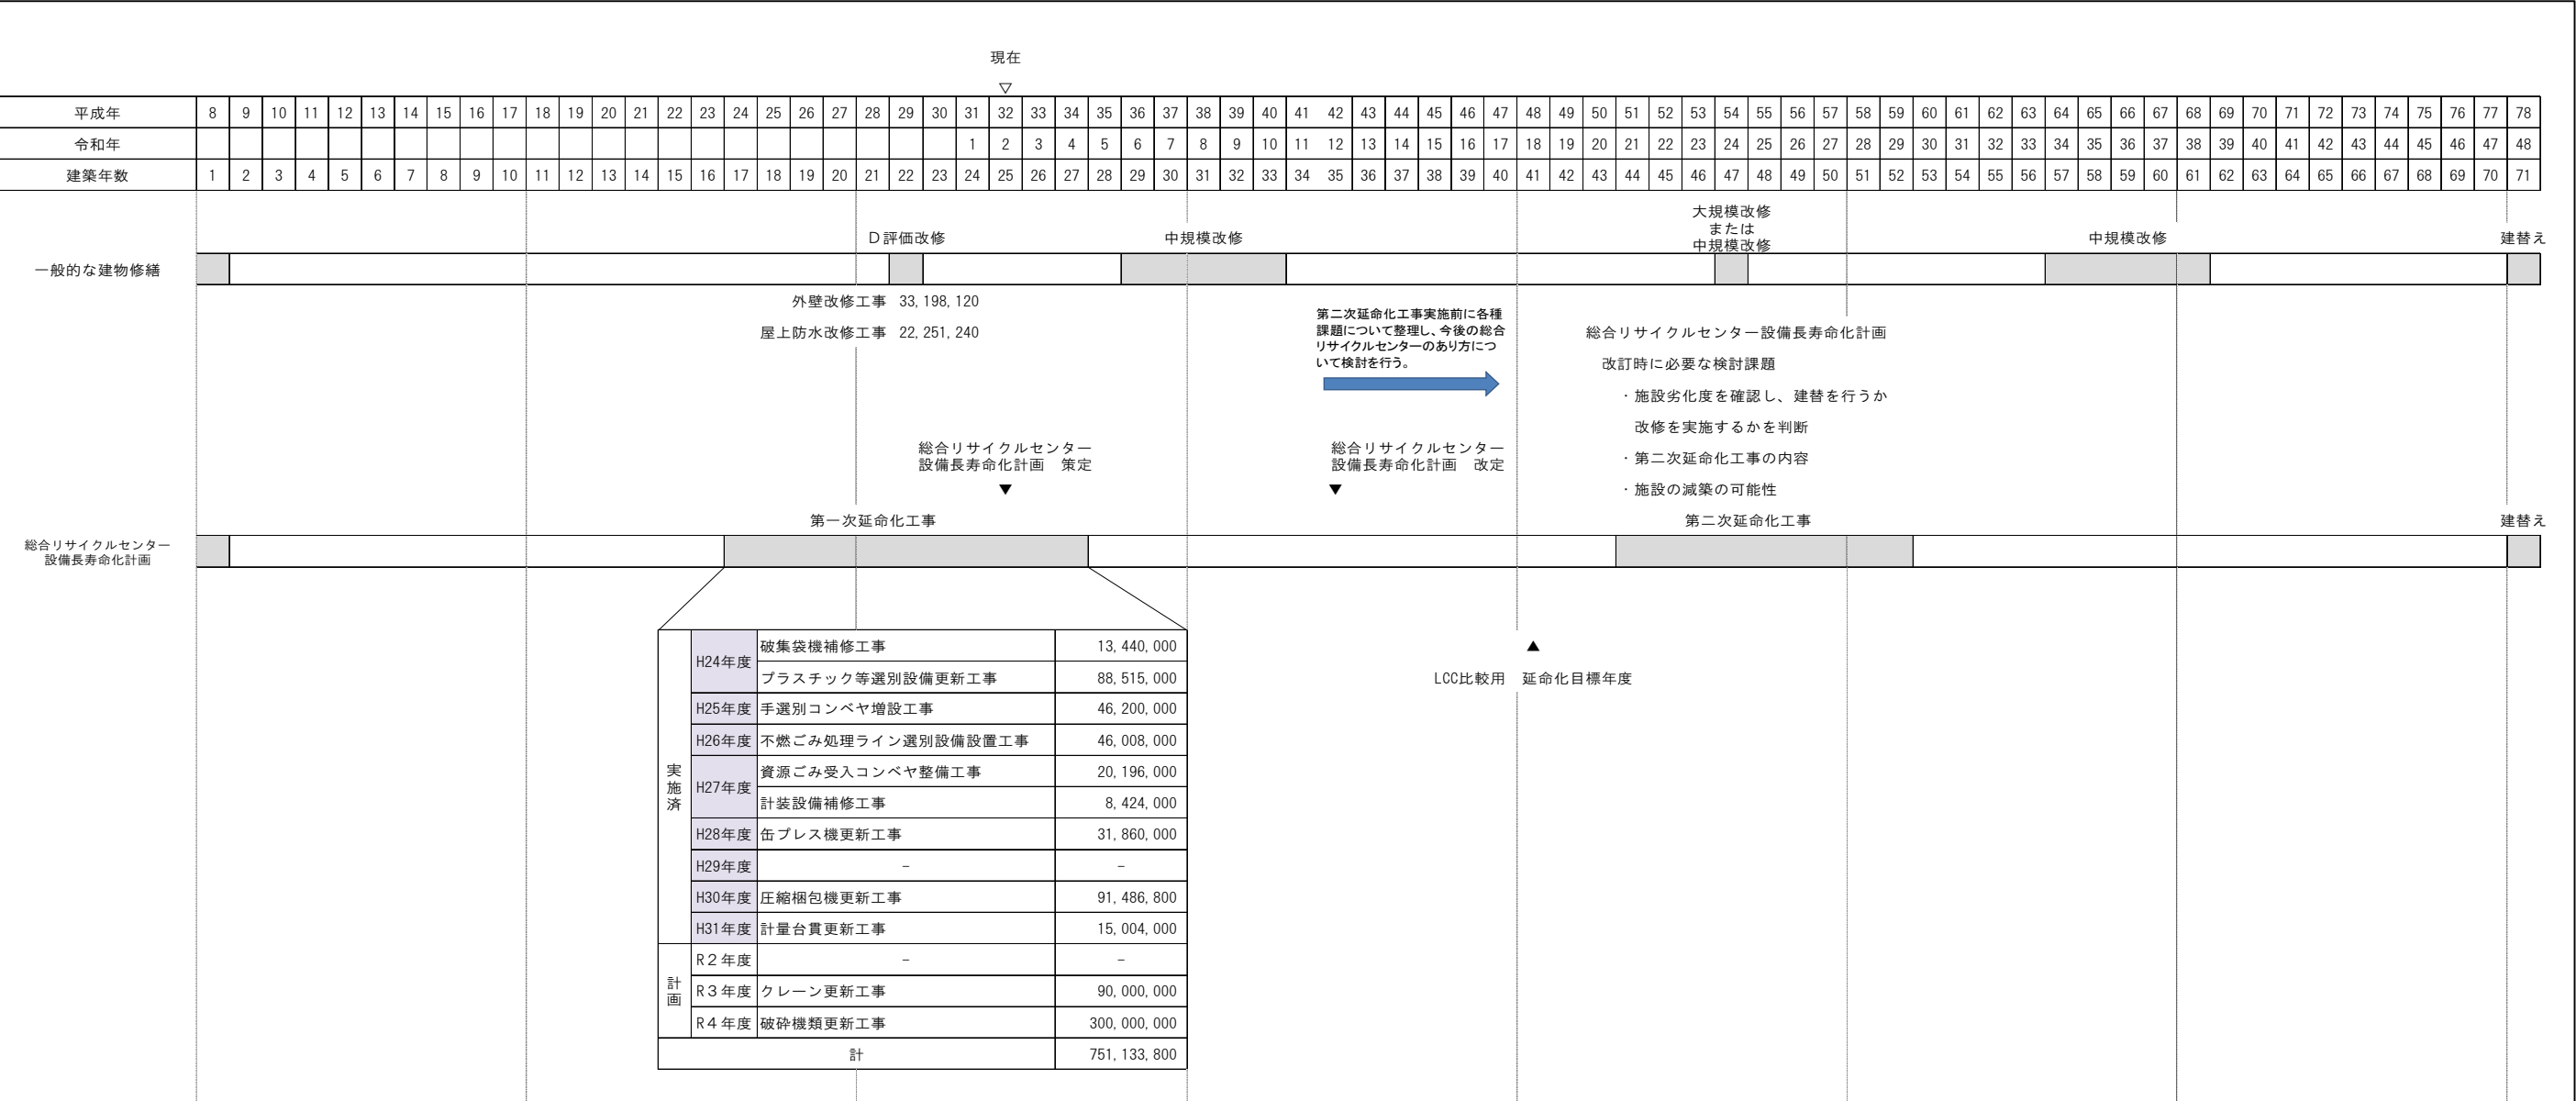 現在
▽
平成年 8 9 10 11 12 13 14 15 16 17 18 19 20 21 22 23 24 25 26 27 28 29 30 31 32 33 34 35 36 37 38 39 40 41 42 43 44 45 46 47 48 49 50 51 52 53 54 55 56 57 58 59 60 61 62 63 64 65 66 67 68 69 70 71 72 73 74 75 76 77 78
令和年 1 2 3 4 5 6 7 8 9 10 11 12 13 14 15 16 17 18 19 20 21 22 23 24 25 26 27 28 29 30 31 32 33 34 35 36 37 38 39 40 41 42 43 44 45 46 47 48
建築年数 1 2 3 4 5 6 7 8 9 10 11 12 13 14 15 16 17 18 19 20 21 22 23 24 25 26 27 28 29 30 31 32 33 34 35 36 37 38 39 40 41 42 43 44 45 46 47 48 49 50 51 52 53 54 55 56 57 58 59 60 61 62 63 64 65 66 67 68 69 70 71
大規模改修
または
中規模改修
D評価改修 中規模改修 中規模改修 建替え
一般的な建物修繕
外壁改修工事 33,198,120
屋上防水改修工事 22,251,240
第二次延命化工事実施前に各種
課題について整理し、今後の総合
リサイクルセンターのあり方につ
いて検討を行う。
総合リサイクルセンター設備長寿命化計画
改訂時に必要な検討課題
・施設劣化度を確認し、建替を行うか
改修を実施するかを判断
・第二次延命化工事の内容
・施設の減築の可能性
総合リサイクルセンター
設備長寿命化計画 策定
▼
総合リサイクルセンター
設備長寿命化計画 改定
▼
第一次延命化工事 第二次延命化工事 建替え
総合リサイクルセンター
設備長寿命化計画
実施済
H24年度 破集袋機補修工事 13,440,000
プラスチック等選別設備更新工事 88,515,000
H25年度 手選別コンベヤ増設工事 46,200,000
H26年度 不燃ごみ処理ライン選別設備設置工事 46,008,000
H27年度 資源ごみ受入コンベヤ整備工事 20,196,000
計装設備補修工事 8,424,000
H28年度 缶プレス機更新工事 31,860,000
H29年度 － －
H30年度 圧縮梱包機更新工事 91,486,800
H31年度 計量台貫更新工事 15,004,000
計画
R2年度 － －
R3年度 クレーン更新工事 90,000,000
R4年度 破砕機類更新工事 300,000,000
計 751,133,800
▲
LCC比較用 延命化目標年度